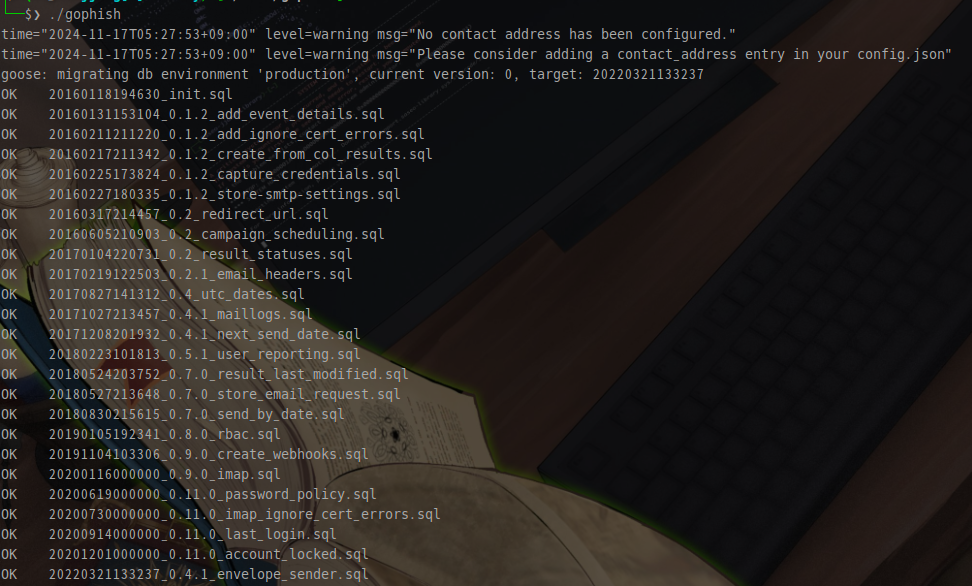 └─$❯ ./gophish
time="2024-11-17T05:27:53+09:00" level=warning msg="No contact address has been configured."
time="2024-11-17T05:27:53+09:00" level=warning msg="Please consider adding a contact_address entry in your config.json"
goose: migrating db environment 'production', current version: 0, target: 20220321133237
OK    20160118194630_init.sql
OK    20160131153104_0.1.2_add_event_details.sql
OK    20160211211220_0.1.2_add_ignore_cert_errors.sql
OK    20160217211342_0.1.2_create_from_col_results.sql
OK    20160225173824_0.1.2_capture_credentials.sql
OK    20160227180335_0.1.2_store-smtp-settings.sql
OK    20160317214457_0.2_redirect_url.sql
OK    20160605210903_0.2_campaign_scheduling.sql
OK    20170104220731_0.2_result_statuses.sql
OK    20170219122503_0.2.1_email_headers.sql
OK    20170827141312_0.4_utc_dates.sql
OK    20171027213457_0.4.1_maillogs.sql
OK    20171208201932_0.4.1_next_send_date.sql
OK    20180223101813_0.5.1_user_reporting.sql
OK    20180524203752_0.7.0_result_last_modified.sql
OK    20180527213648_0.7.0_store_email_request.sql
OK    20180830215615_0.7.0_send_by_date.sql
OK    20190105192341_0.8.0_rbac.sql
OK    20191104103306_0.9.0_create_webhooks.sql
OK    20200116000000_0.9.0_imap.sql
OK    20200619000000_0.11.0_password_policy.sql
OK    20200730000000_0.11.0_imap_ignore_cert_errors.sql
OK    20200914000000_0.11.0_last_login.sql
OK    20201201000000_0.11.0_account_locked.sql
OK    20220321133237_0.4.1_envelope_sender.sql